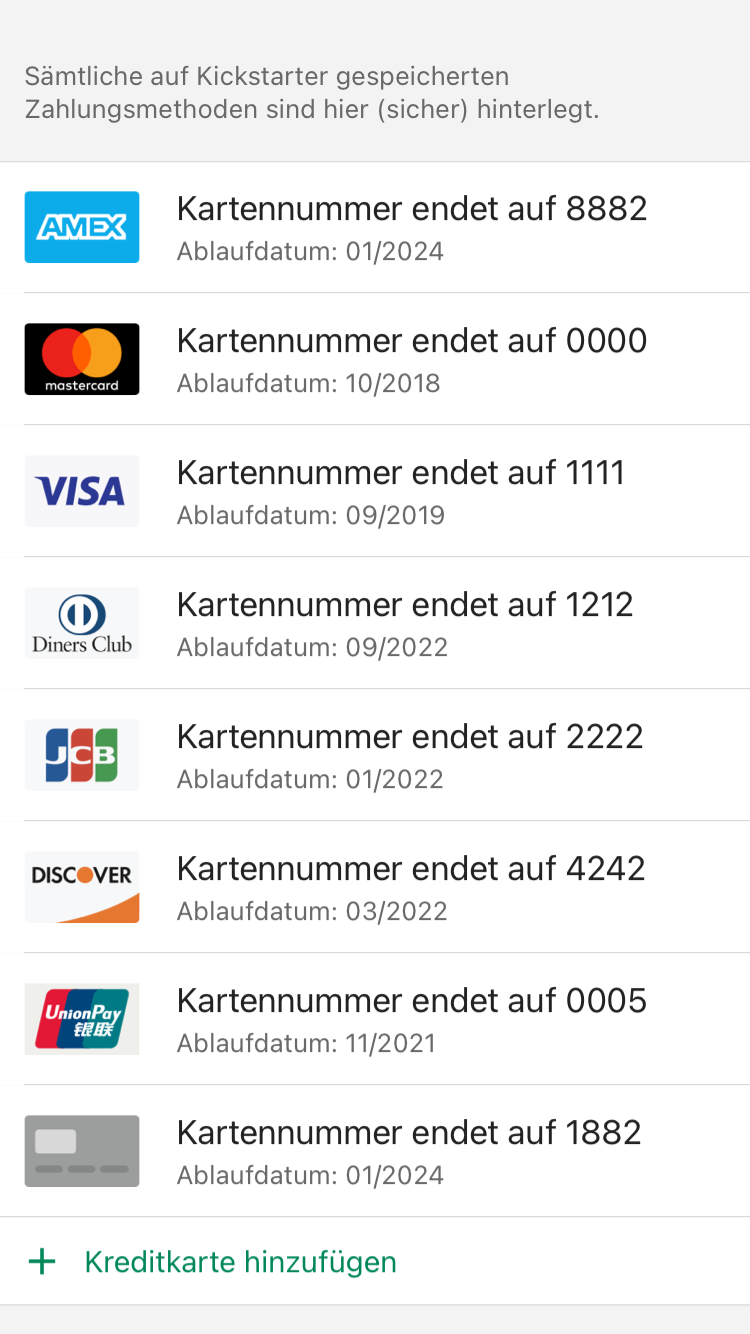 Sämtliche auf Kickstarter gespeicherten
Zahlungsmethoden sind hier (sicher) hinterlegt.
AMEX
Kartennummer endet auf 8882
Ablaufdatum: 01/2024
mastercard
Kartennummer endet auf 0000
Ablaufdatum: 10/2018
VISA
Kartennummer endet auf 1111
Ablaufdatum: 09/2019
Diners Club
Kartennummer endet auf 1212
Ablaufdatum: 09/2022
JCB
Kartennummer endet auf 2222
Ablaufdatum: 01/2022
DISCOVER
Kartennummer endet auf 4242
Ablaufdatum: 03/2022
UnionPay
银联
Kartennummer endet auf 0005
Ablaufdatum: 11/2021
Kartennummer endet auf 1882
Ablaufdatum: 01/2024
+ Kreditkarte hinzufügen